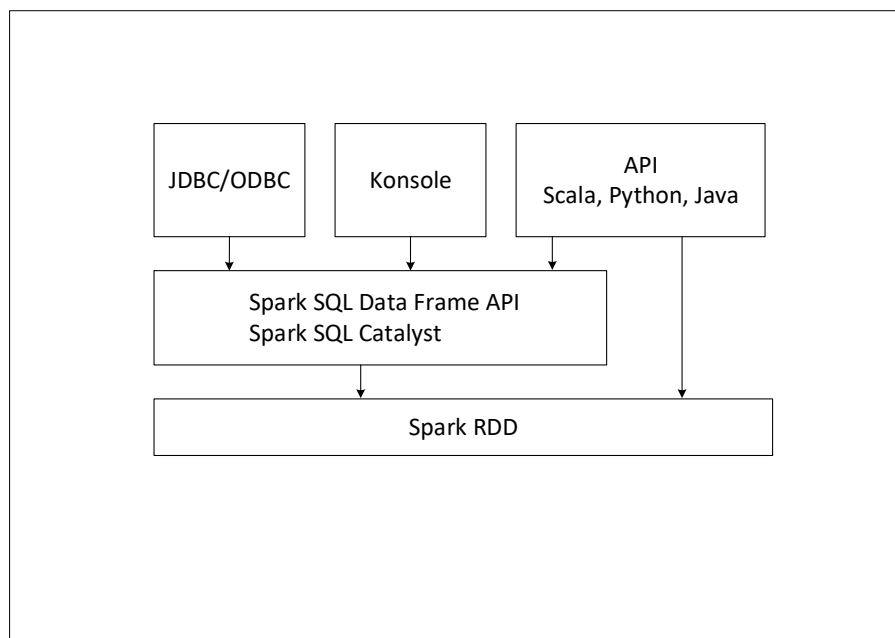 JDBC/ODBC
Konsole
API
Scala, Python, Java
Spark SQL Data Frame API
Spark SQL Catalyst
Spark RDD